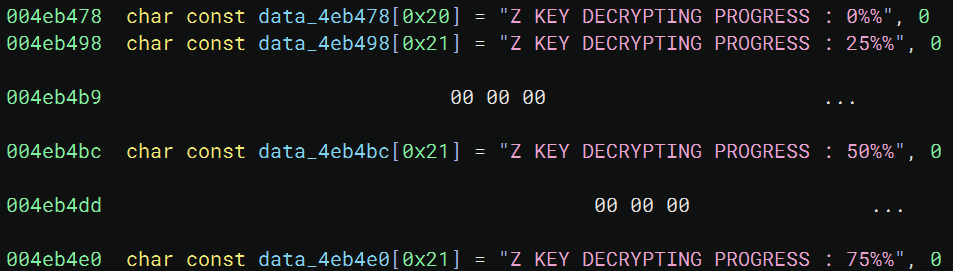 004eb478 char const data_4eb478[0x20] = "Z KEY DECRYPTING PROGRESS : 0%%", 0
004eb498 char const data_4eb498[0x21] = "Z KEY DECRYPTING PROGRESS : 25%%", 0
004eb4b9 00 00 00 ...
004eb4bc char const data_4eb4bc[0x21] = "Z KEY DECRYPTING PROGRESS : 50%%", 0
004eb4dd 00 00 00 ...
004eb4e0 char const data_4eb4e0[0x21] = "Z KEY DECRYPTING PROGRESS : 75%%", 0